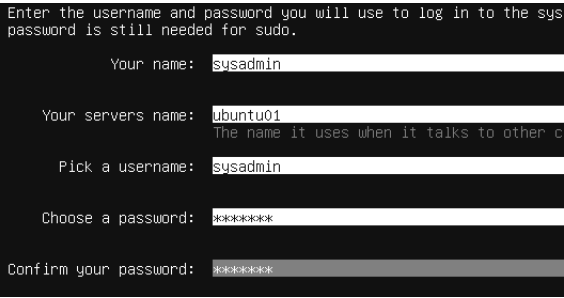 Enter the username and password you will use to log in to the sys
password is still needed for sudo.
Your name: sysadmin
Your servers name: ubuntu01
The name it uses when it talks to other c
Pick a username: sysadmin
Choose a password: *******
Confirm your password: *******